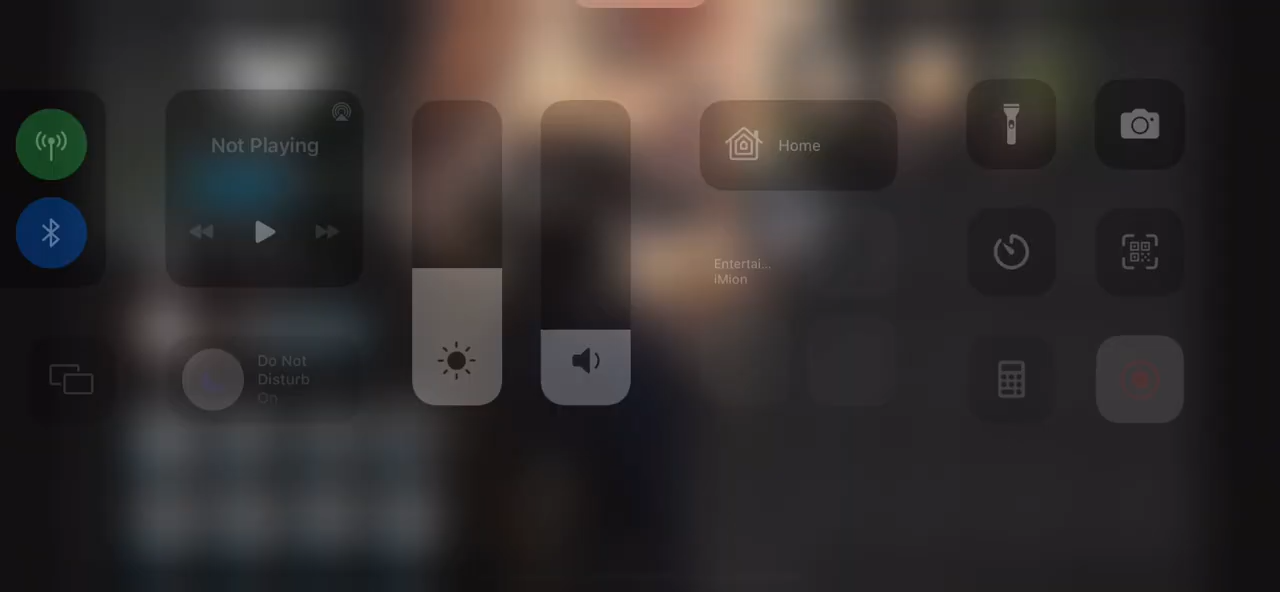 Not Playing
Home
Entertai...
iMion
Do Not
Disturb
On